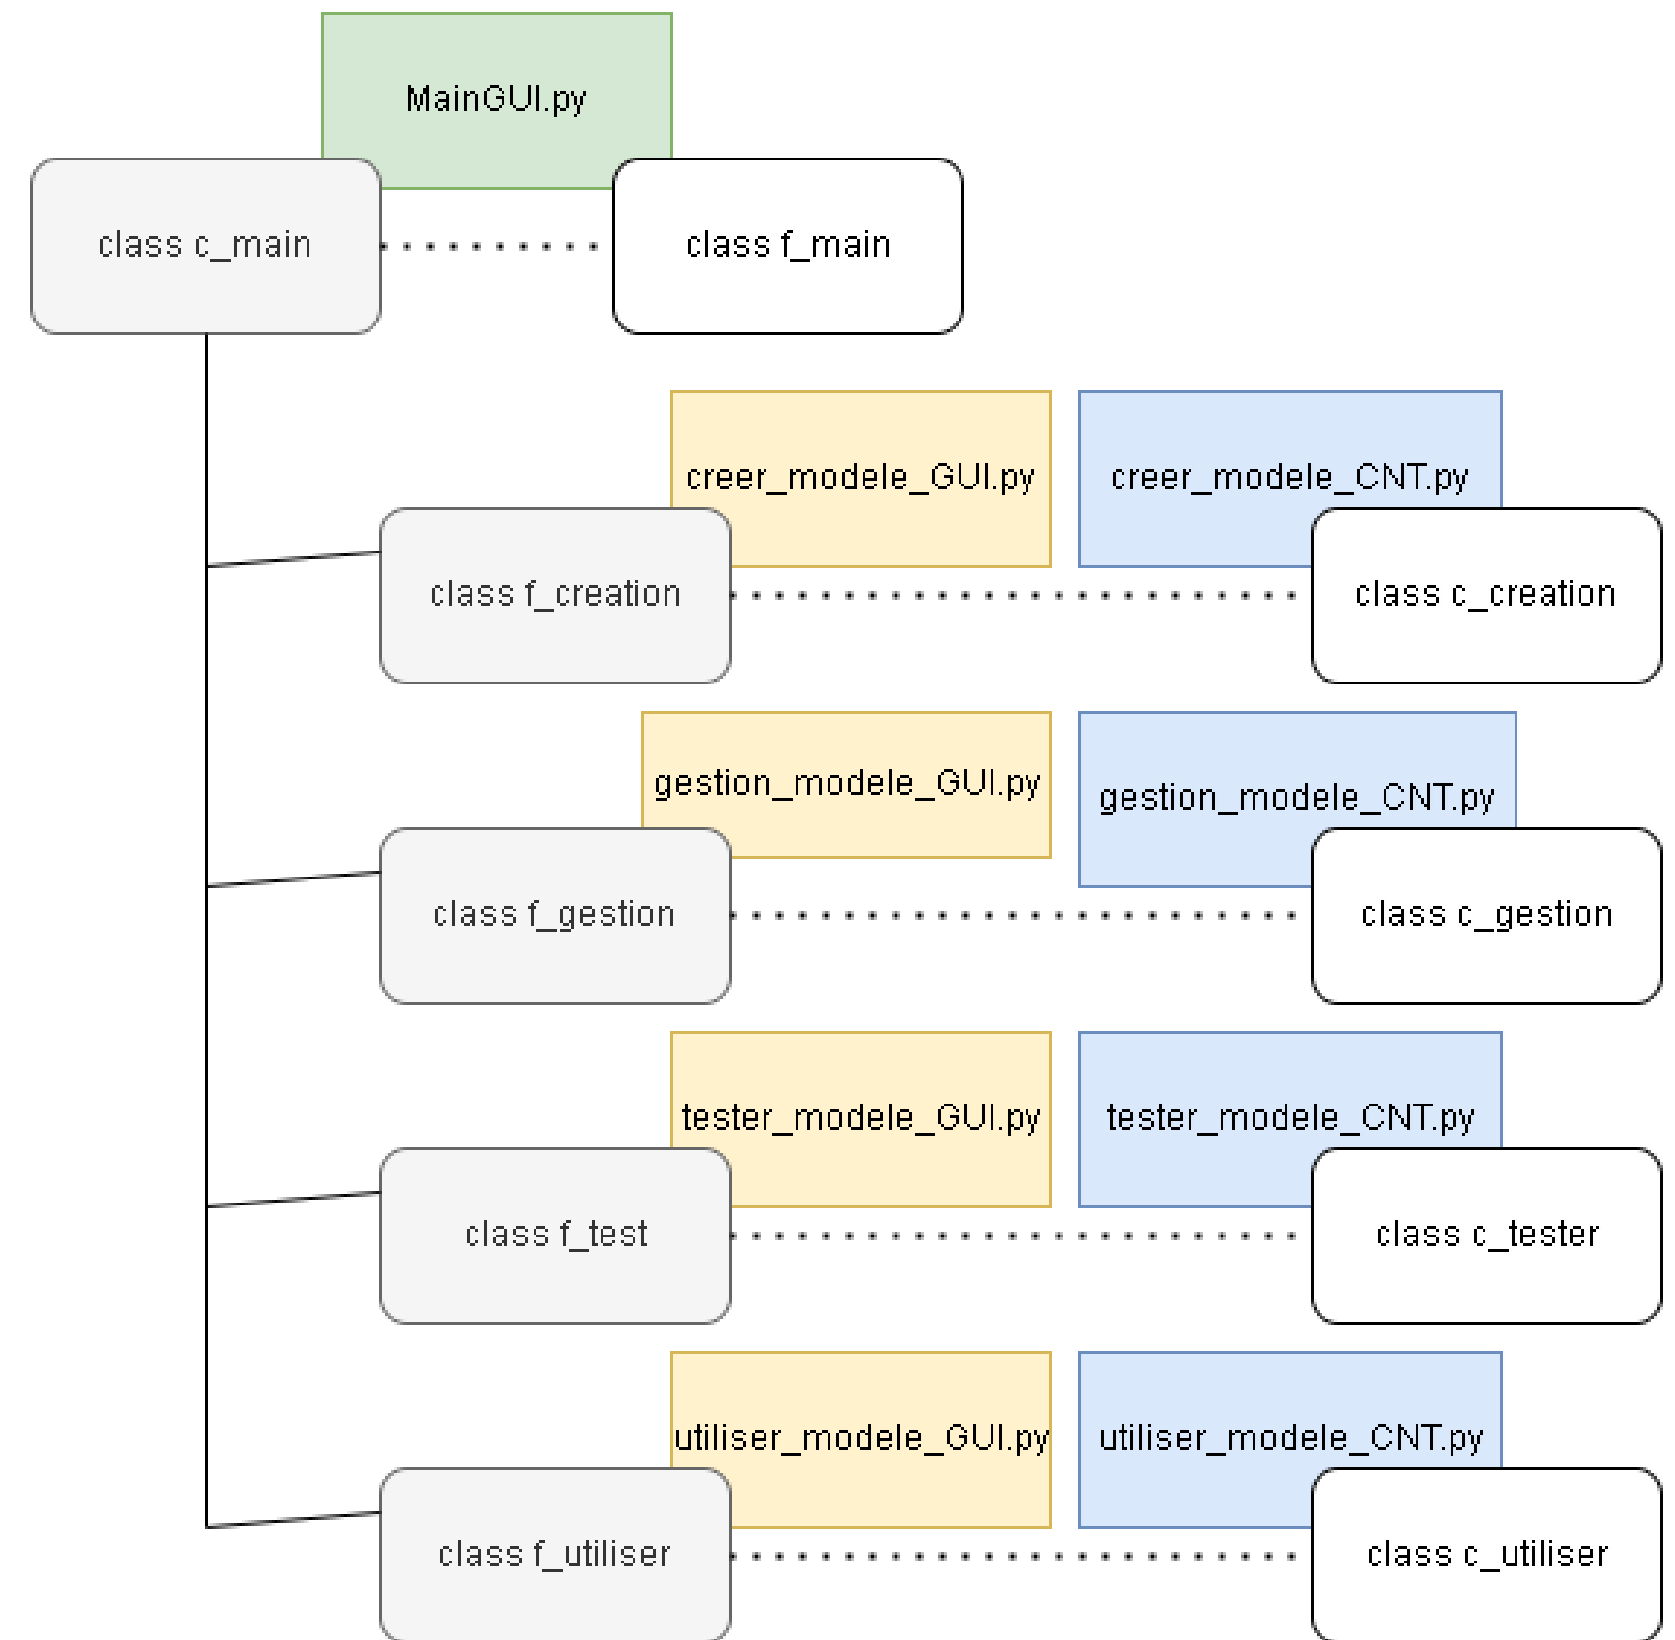 MainGUI.py
class c_main
class f_main
creer_modele_GUI.py
creer_modele_CNT.py
class f_creation
class c_creation
gestion_modele_GUI.py
gestion_modele_CNT.py
class f_gestion
class c_gestion
tester_modele_GUI.py
tester_modele_CNT.py
class f_test
class c_tester
utiliser_modele_GUI.py
utiliser_modele_CNT.py
class f_utiliser
class c_utiliser